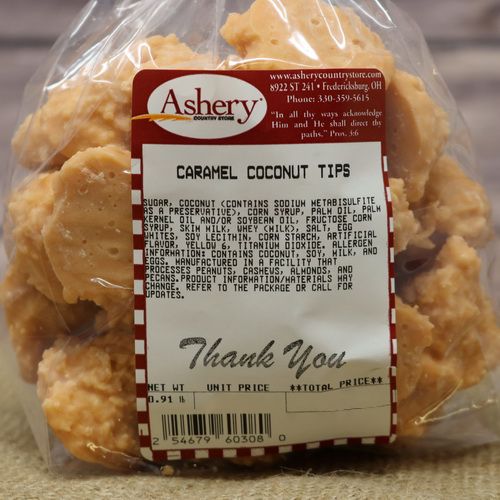 Ashery
COUNTRY STORE
www.asherycountrystore.com
8922 ST 241 • Fredericksburg, OH
Phone: 330-359-5615
"In all thy ways acknowledge
Him and He shall direct thy
paths." Prov. 3:6
CARAMEL COCONUT TIPS
SUGAR, COCONUT (CONTAINS SODIUM METABISULFITE
AS A PRESERVATIVE), CORN SYRUP, PALM OIL, PALM
KERNEL OIL AND/OR SOYBEAN OIL, FRUCTOSE CORN
SYRUP, SKIM MILK, WHEY (MILK), SALT, EGG
WHITES, SOY LECITHIN, CORN STARCH, ARTIFICIAL
FLAVOR, YELLOW 6, TITANIUM DIOXIDE. ALLERGEN
INFORMATION: CONTAINS COCONUT, SOY, MILK, AND
EGGS. MANUFACTURED IN A FACILITY THAT
PROCESSES PEANUTS, CASHEWS, ALMONDS, AND
PECANS.PRODUCT INFORMATION/MATERIALS MAY
CHANGE. REFER TO THE PACKAGE OR CALL FOR
UPDATES.
Thank You
NET WT UNIT PRICE **TOTAL PRICE**
0.91 lb
2 54679 60308 0